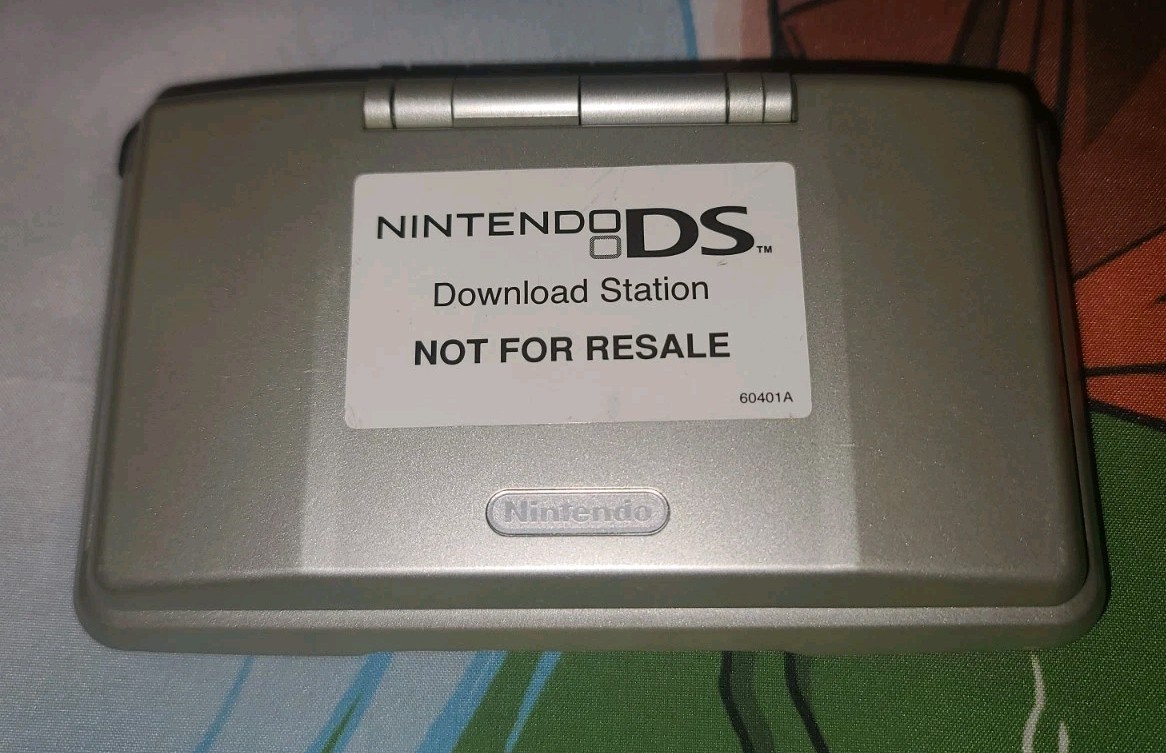 NINTENDO DS™
Download Station
NOT FOR RESALE
60401A
Nintendo